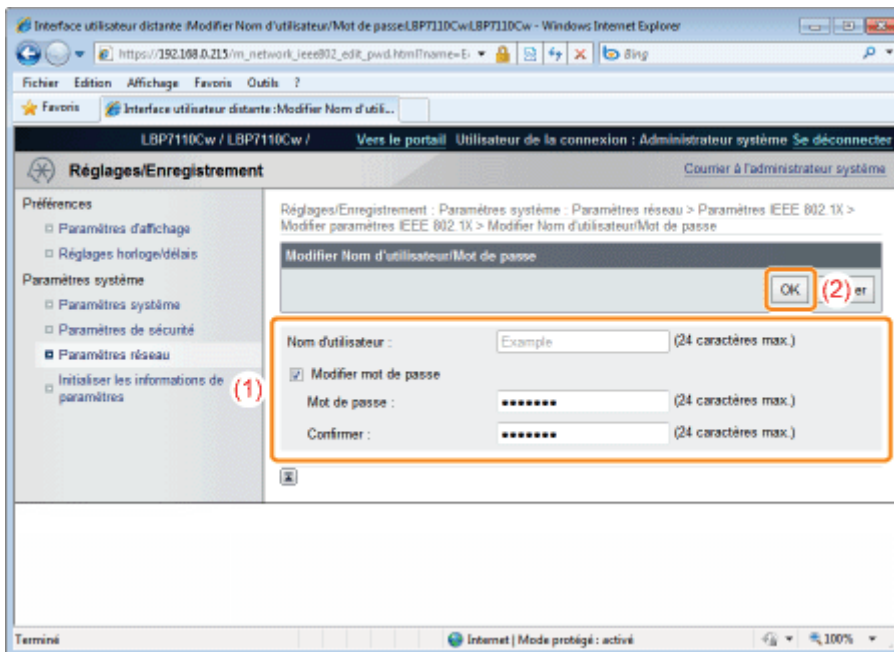 Interface utilisateur distante :Modifier Nom d'utilisateur/Mot de passe:LBP7110Cw:LBP7110Cw - Windows Internet Explorer
https://192.168.0.215/m_network_ieee802_edit_pwd.html?name=E
Bing
Fichier Edition Affichage Favoris Outils ?
Favoris Interface utilisateur distante :Modifier Nom d'utili...
LBP7110Cw / LBP7110Cw / Vers le portail Utilisateur de la connexion : Administrateur système Se déconnecter
Réglages/Enregistrement Courrier à l'administrateur système
Préférences
Paramètres d'affichage
Réglages horloge/délais
Paramètres système
Paramètres système
Paramètres de sécurité
Paramètres réseau
Initialiser les informations de
paramètres
(1)
Réglages/Enregistrement : Paramètres système : Paramètres réseau > Paramètres IEEE 802.1X >
Modifier paramètres IEEE 802.1X > Modifier Nom d'utilisateur/Mot de passe
Modifier Nom d'utilisateur/Mot de passe
OK (2) er
Nom d'utilisateur : Example (24 caractères max.)
Modifier mot de passe
Mot de passe : ••••••• (24 caractères max.)
Confirmer : ••••••• (24 caractères max.)
Terminé Internet | Mode protégé : activé 100%